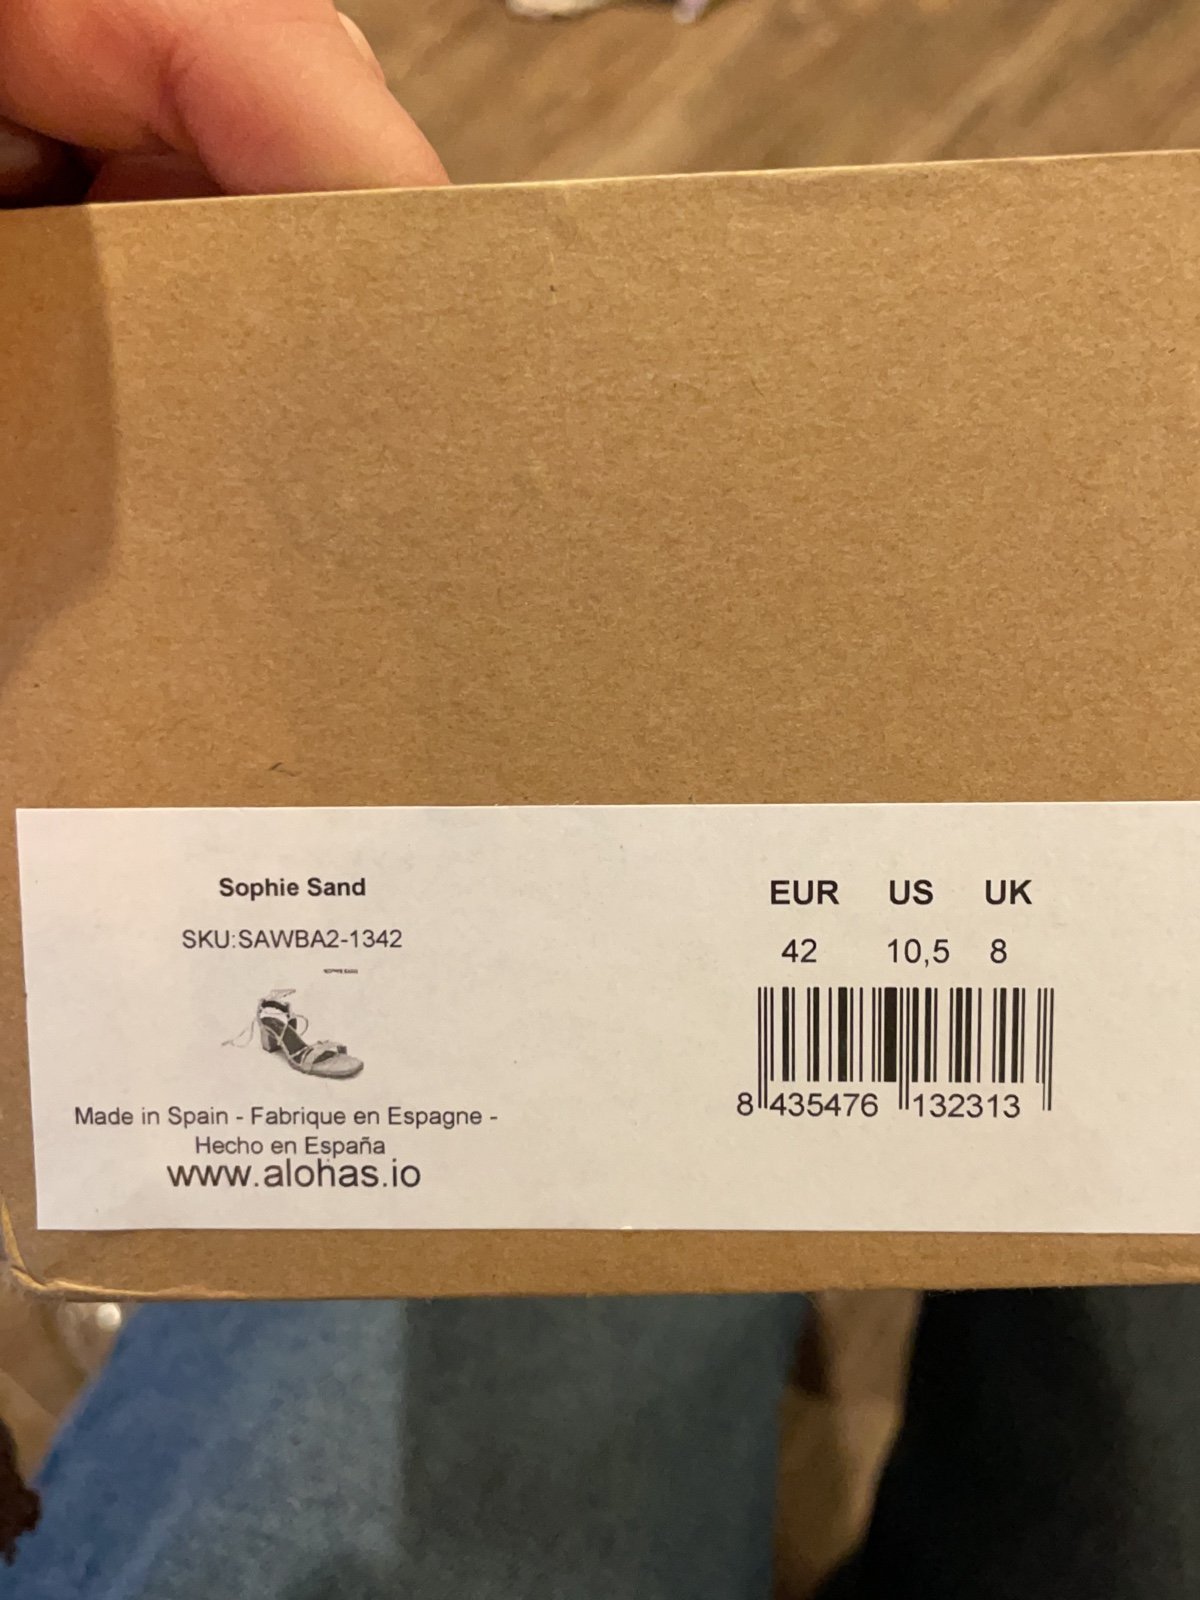 Sophie Sand
SKU:SAWBA2-1342
Made in Spain - Fabrique en Espagne -
Hecho en España
www.alohas.io
EUR US UK
42 10,5 8
8 435476 132313